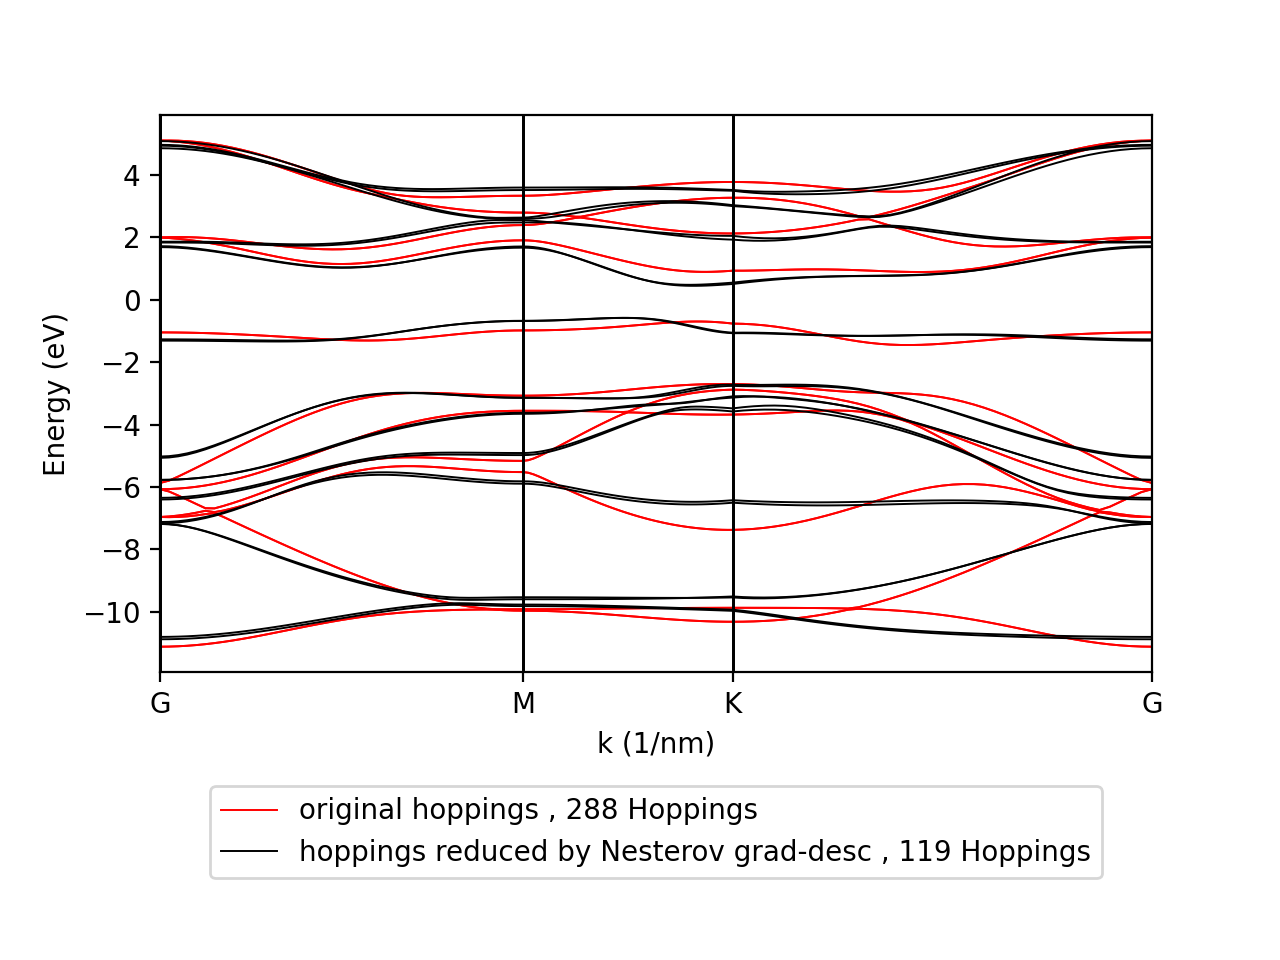 4
2
0
−2
−4
−6
−8
−10
Energy (eV)
G M K G
k (1/nm)
original hoppings , 288 Hoppings
hoppings reduced by Nesterov grad-desc , 119 Hoppings